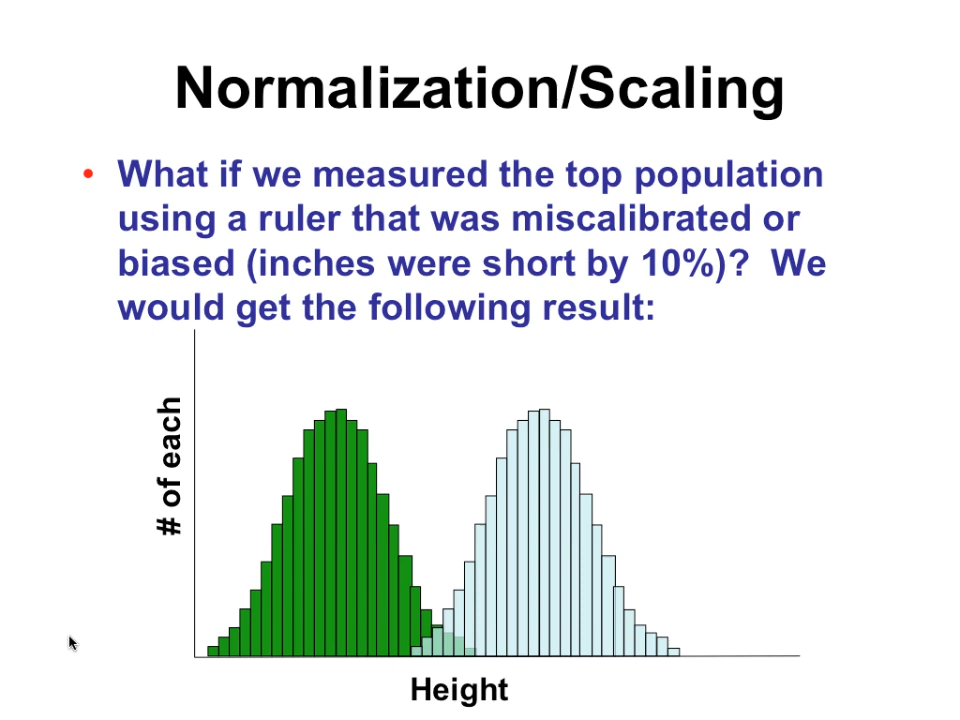 Normalization/Scaling
• What if we measured the top population
using a ruler that was miscalibrated or
biased (inches were short by 10%)? We
would get the following result:
# of each
Height